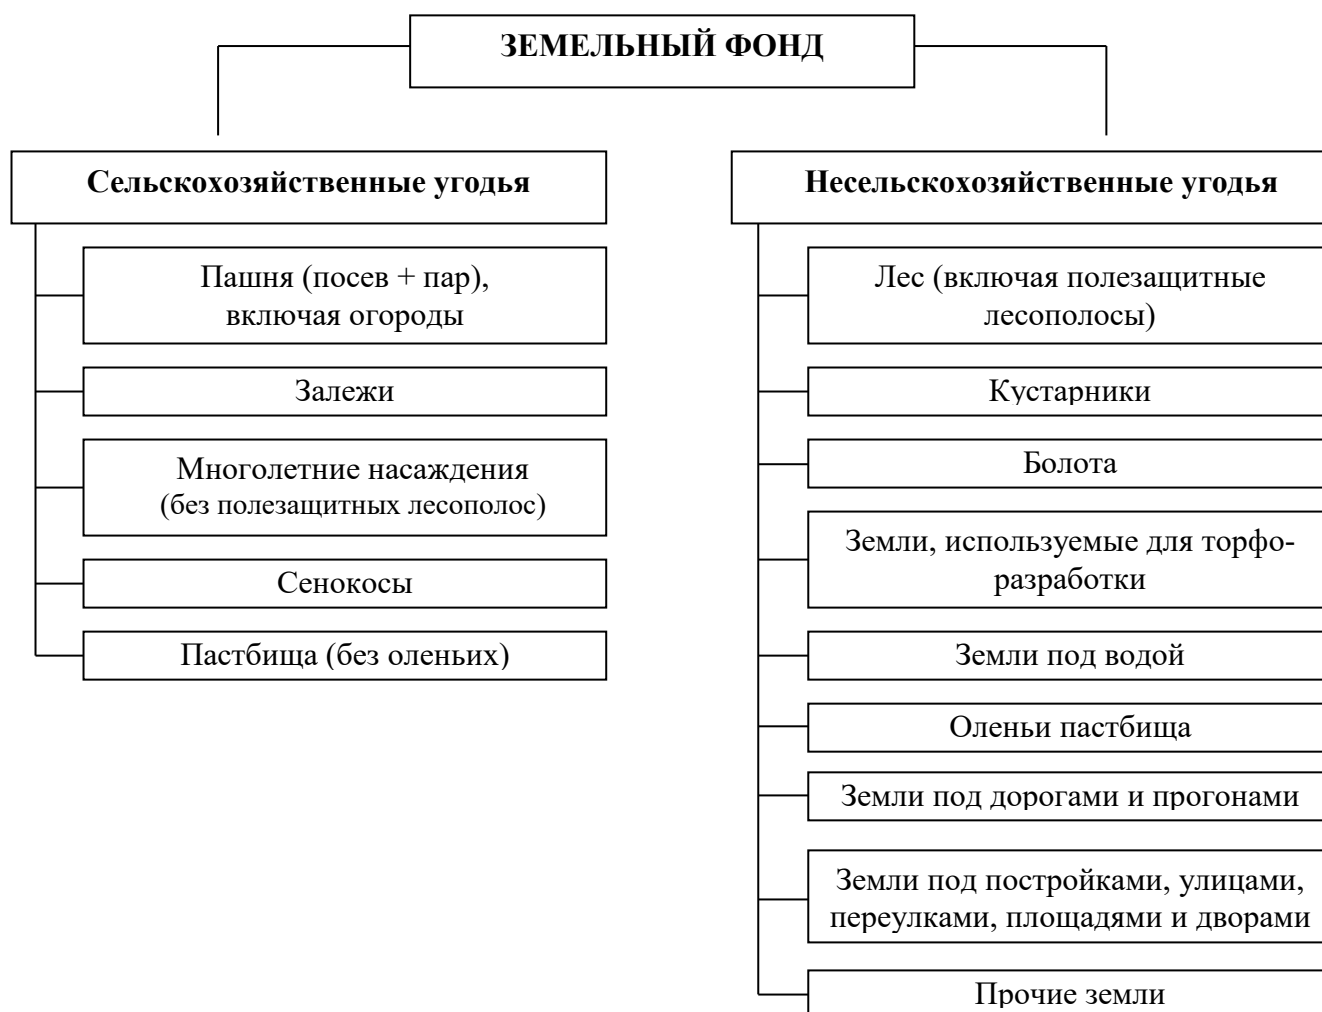 ЗЕМЕЛЬНЫЙ ФОНД
Сельскохозяйственные угодья
Пашня (посев + пар),
включая огороды
Залежи
Многолетние насаждения
(без полезащитных лесополос)
Сенокосы
Пастбища (без оленьих)
Несельскохозяйственные угодья
Лес (включая полезащитные
лесополосы)
Кустарники
Болота
Земли, используемые для торфо-
разработки
Земли под водой
Оленьи пастбища
Земли под дорогами и прогонами
Земли под постройками, улицами,
переулками, площадями и дворами
Прочие земли